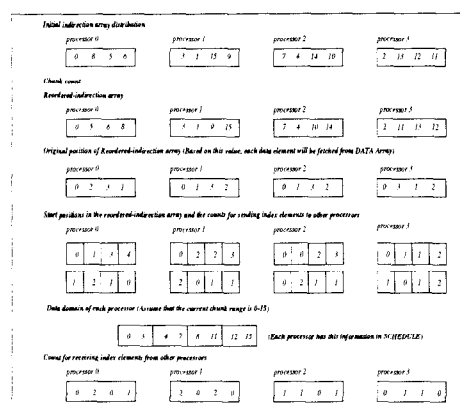 Initial indirection array distribution
processor 0 processor 1 processor 2 processor 3
0 8 5 6 3 1 15 9 7 4 14 10 2 13 12 11
Chunk count
Reordered-indirection array
processor 0 processor 1 processor 2 processor 3
0 5 6 8 3 1 9 15 7 4 10 14 2 11 13 12
Original position of Reordered-indirection array (Based on this value, each data element will be fetched from DATA Array)
processor 0 processor 1 processor 2 processor 3
0 2 3 1 0 1 3 2 0 1 3 2 0 3 1 2
Start positions in the reordered-indirection array and the counts for sending index elements to other processors
processor 0 processor 1 processor 2 processor 3
0 1 3 4 0 2 2 3 0 0 2 3 0 1 1 2
1 2 1 0 2 0 1 1 0 2 1 1 1 0 1 2
Data domain of each processor (Assume that the current chunk range is 0-15)
0 3 4 7 8 11 12 15 (Each processor has this information in SCHEDULE)
Count for receiving index elements from other processors
processor 0 processor 1 processor 2 processor 3
0 2 0 1 2 0 2 0 1 1 0 1 0 1 1 0